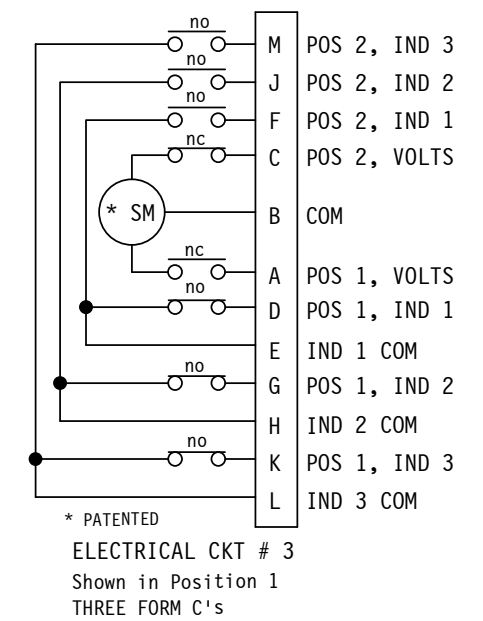 no
M POS 2, IND 3
no
J POS 2, IND 2
no
F POS 2, IND 1
nc
C POS 2, VOLTS
* SM
B COM
nc
A POS 1, VOLTS
no
D POS 1, IND 1
E IND 1 COM
no
G POS 1, IND 2
H IND 2 COM
no
K POS 1, IND 3
L IND 3 COM
* PATENTED
ELECTRICAL CKT # 3
Shown in Position 1
THREE FORM C's